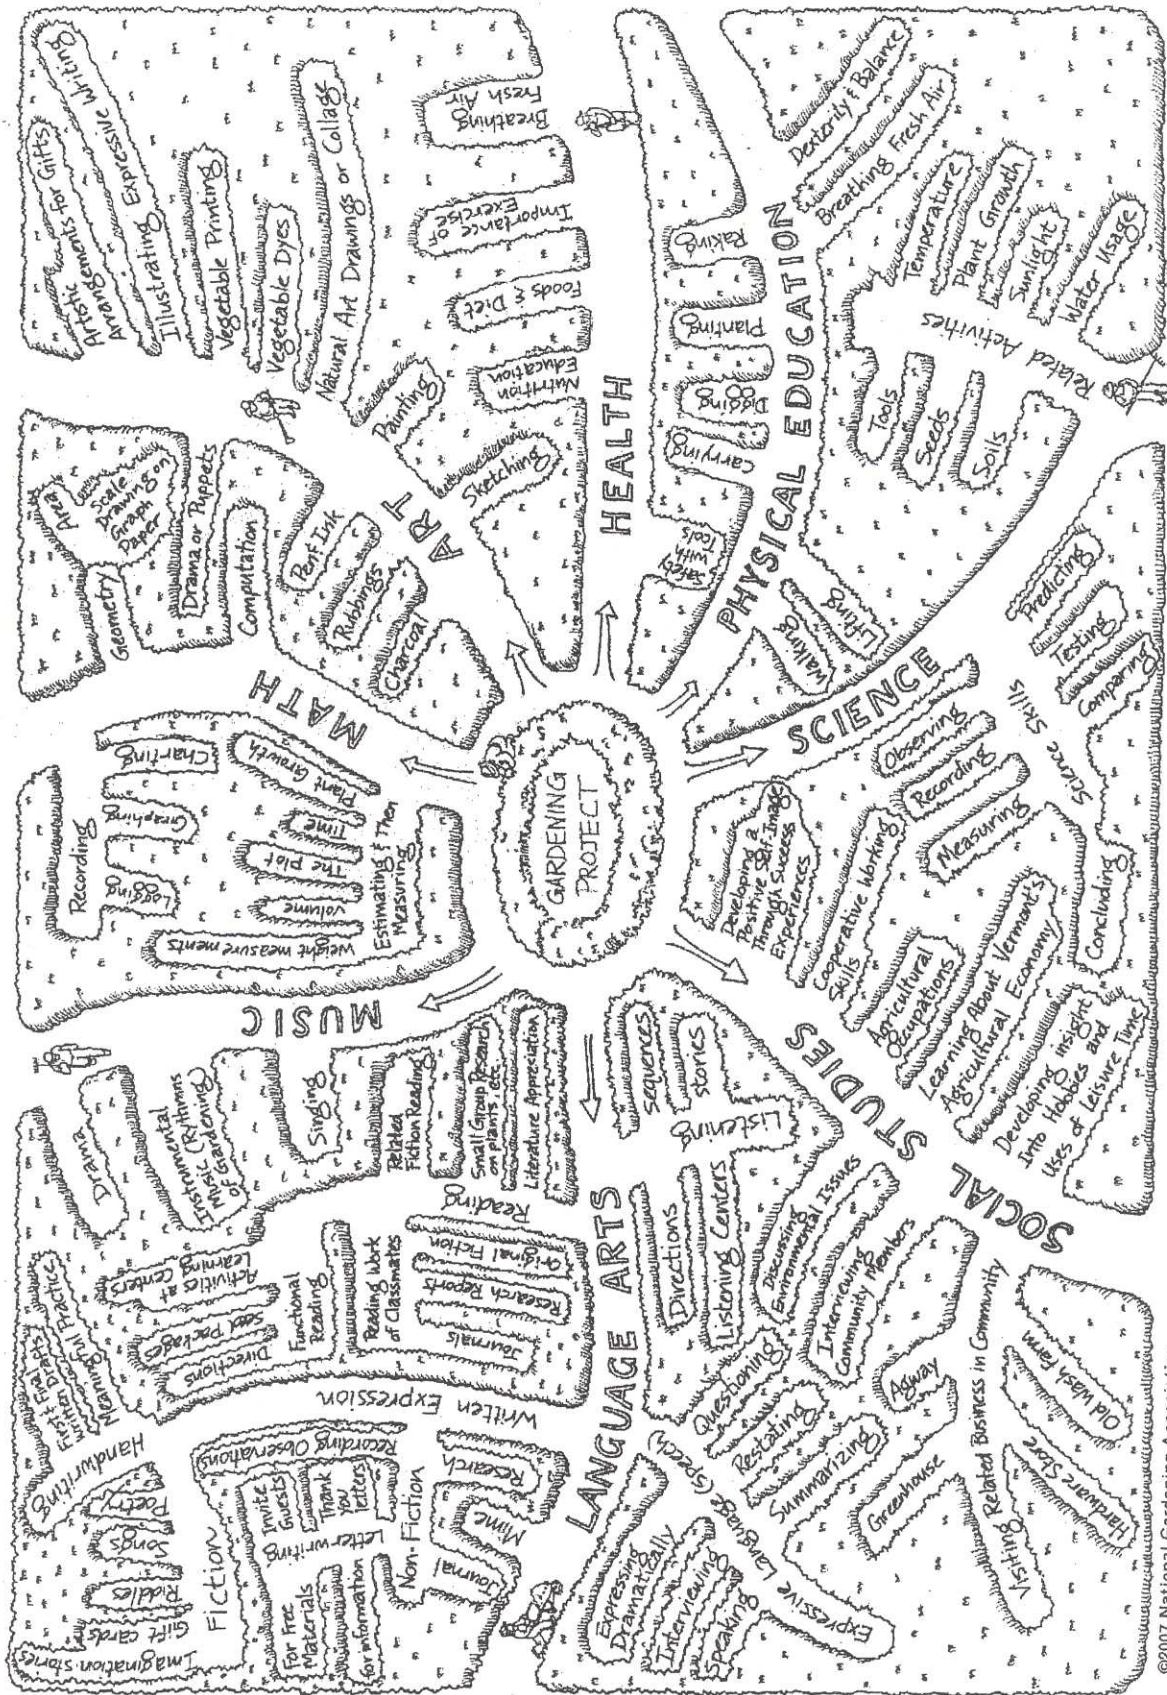 GARDENING
PROJECT
MATH
Recording
Logging
Graphing
Charting
Weight measurements
Volume
The plot
Time
Plant Growth
Estimating & Then
Measuring
Geometry
Area
Scale
Drawing on
Graph
Paper
Computation
ART
Drama or Puppets
Pen & Ink
Rubbings
Charcoal
Artistic
Arrangements for Gifts
Illustrating Expressive Writing
Vegetable Printing
Vegetable Dyes
Natural Art Drawings or Collage
Painting
Sketching
HEALTH
Nutrition
Education
Foods & Diet
Importance of
Exercise
Breathing
Fresh Air
Safety
with
Tools
PHYSICAL EDUCATION
Carrying
Digging
Planting
Raking
Dexterity & Balance
Breathing Fresh Air
Walking
Lifting
SCIENCE
Related Activities
Tools
Seeds
Soils
Temperature
Plant Growth
Sunlight
Water Usage
Science Skills
Observing
Recording
Measuring
Predicting
Testing
Comparing
Concluding
SOCIAL STUDIES
Developing a
Positive Self-Image
Through Success
Experiences
Cooperative Working
Skills
Agricultural
Occupations
Learning About Vermont's
Agricultural Economy
Developing insight
Into Hobbies and
Uses of Leisure Time
Discussing
Environmental Issues
Interviewing
Community Members
Visiting Related Business in Community
Agway
Greenhouse
Hardware Store
Old Wash Farm
LANGUAGE ARTS
Listening
sequences
stories
Directions
Listening Centers
Expressive Language (speech)
Questioning
Restating
Summarizing
Expressing
Dramatically
Interviewing
Speaking
Written Expression
Non-Fiction
Research
Mime
Journal
Recording Observations
Letterwriting
Invite
Guests
Thank
you
letters
For Free
Materials
for information
Fiction
Imagination stories
Gift cards
Riddles
Songs
Poetry
Handwriting
First & Final
Written Drafts
Meaningful Practice
Reading
Functional
Reading
Directions
Seed Packages
Activities at
Learning Centers
Reading Work
of Classmates
Journals
Research Reports
Original Fiction
Related
Fiction Reading
Small Group Research
on plants, etc.
Literature Appreciation
MUSIC
Singing
Instrumental
Music (Rythms
of Gardening)
Drama
©2007 National Gardening